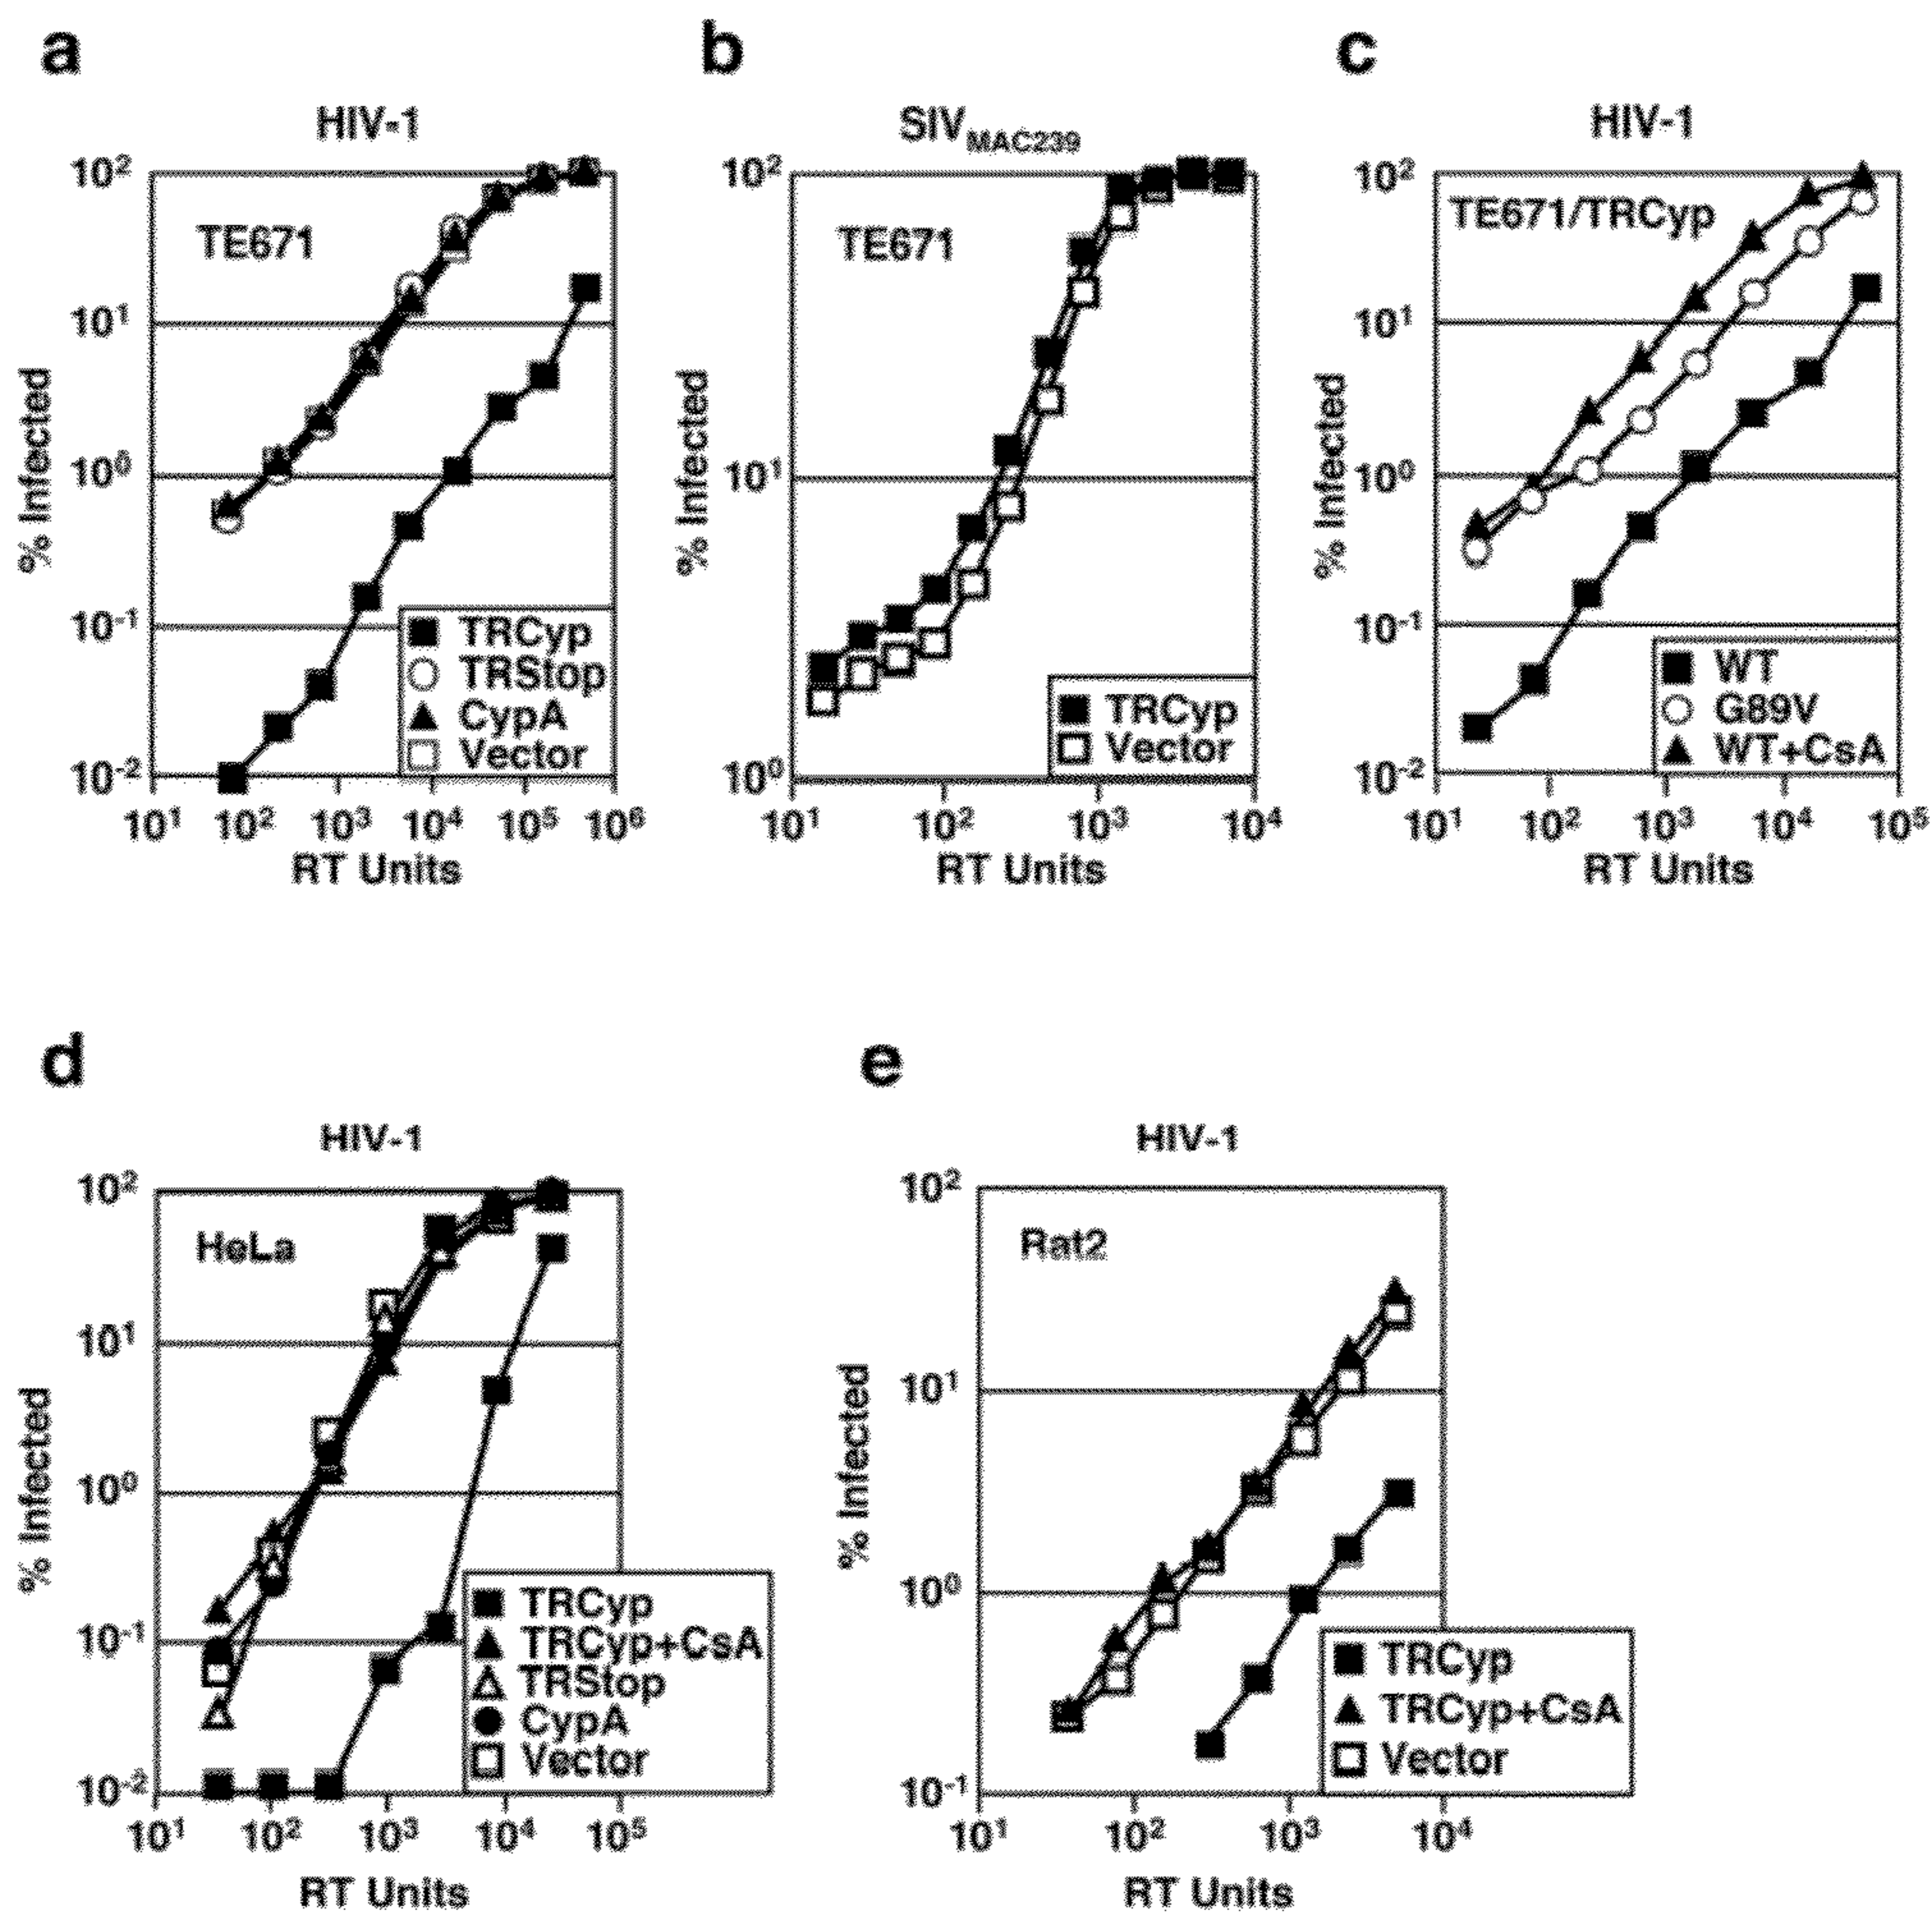 a
HIV-1
TE671
% Infected
10²
10¹
10⁰
10⁻¹
10⁻²
10¹ 10² 10³ 10⁴ 10⁵ 10⁶
RT Units
TRCyp
TRStop
CypA
Vector
b
SIV MAC239
TE671
% Infected
10²
10¹
10⁰
10¹ 10² 10³ 10⁴
RT Units
TRCyp
Vector
c
HIV-1
TE671/TRCyp
% Infected
10²
10¹
10⁰
10⁻¹
10⁻²
10¹ 10² 10³ 10⁴ 10⁵
RT Units
WT
G89V
WT+CsA
d
HIV-1
HeLa
% Infected
10²
10¹
10⁰
10⁻¹
10⁻²
10¹ 10² 10³ 10⁴ 10⁵
RT Units
TRCyp
TRCyp+CsA
TRStop
CypA
Vector
e
HIV-1
Rat2
% Infected
10²
10¹
10⁰
10⁻¹
10¹ 10² 10³ 10⁴
RT Units
TRCyp
TRCyp+CsA
Vector